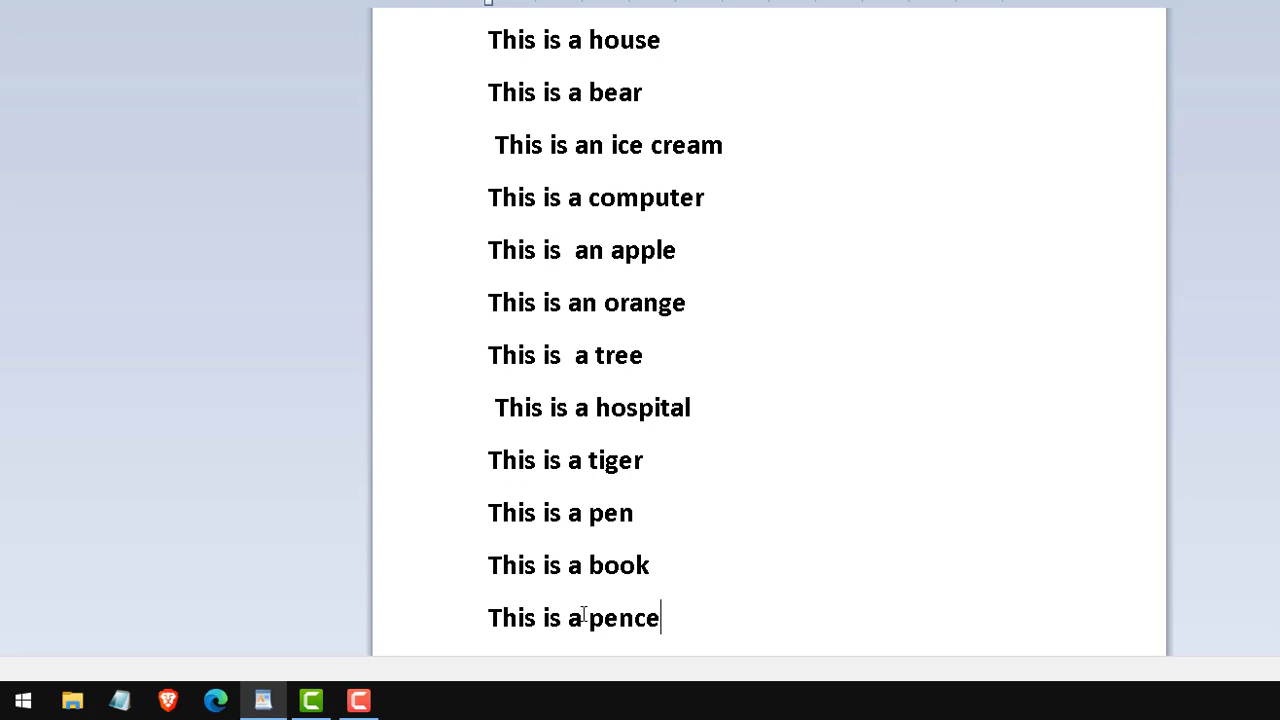 This is a house
This is a bear
This is an ice cream
This is a computer
This is  an apple
This is an orange
This is  a tree
This is a hospital
This is a tiger
This is a pen
This is a book
This is a pence